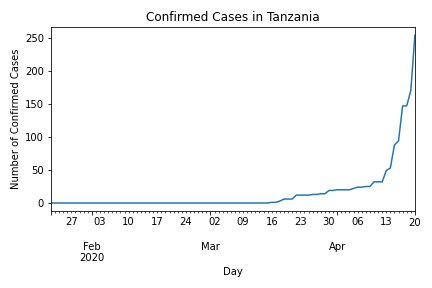 Confirmed Cases in Tanzania
Number of Confirmed Cases
250
200
150
100
50
0
27 03 10 17 24 02 09 16 23 30 06 13 20
Feb Mar Apr
2020
Day